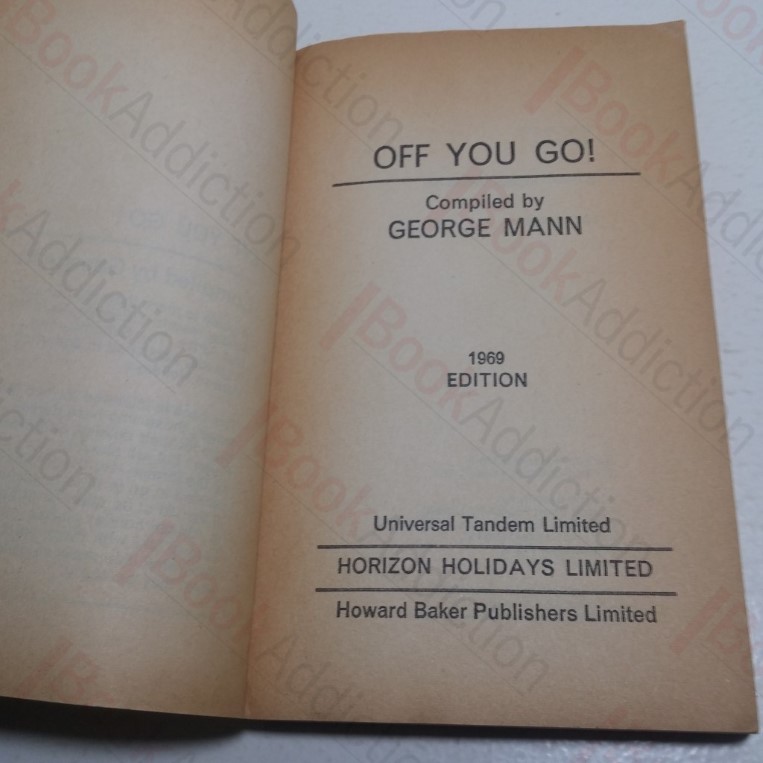 OFF YOU GO!
Compiled by
GEORGE MANN
1969
EDITION
Universal Tandem Limited
HORIZON HOLIDAYS LIMITED
Howard Baker Publishers Limited
BookAddiction